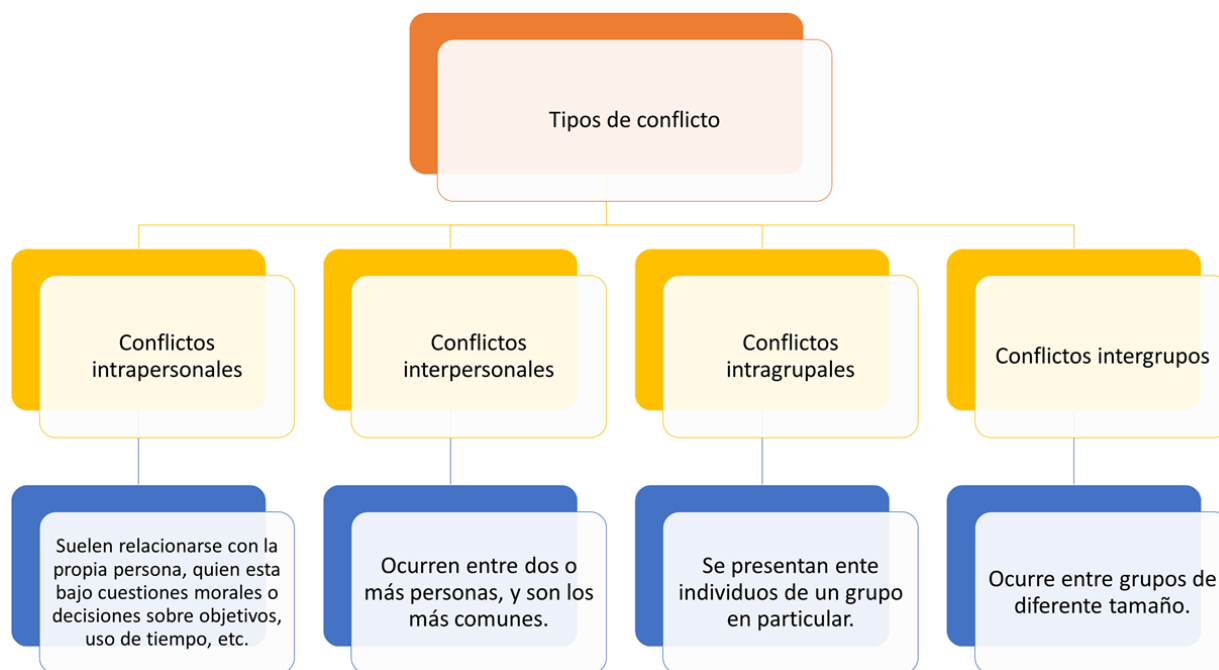 Tipos de conflicto
Conflictos
intrapersonales
Conflictos
interpersonales
Conflictos
intragrupales
Conflictos intergrupos
Suelen relacionarse con la
propia persona, quien esta
bajo cuestiones morales o
decisiones sobre objetivos,
uso de tiempo, etc.
Ocurren entre dos o
más personas, y son los
más comunes.
Se presentan ente
individuos de un grupo
en particular.
Ocurre entre grupos de
diferente tamaño.